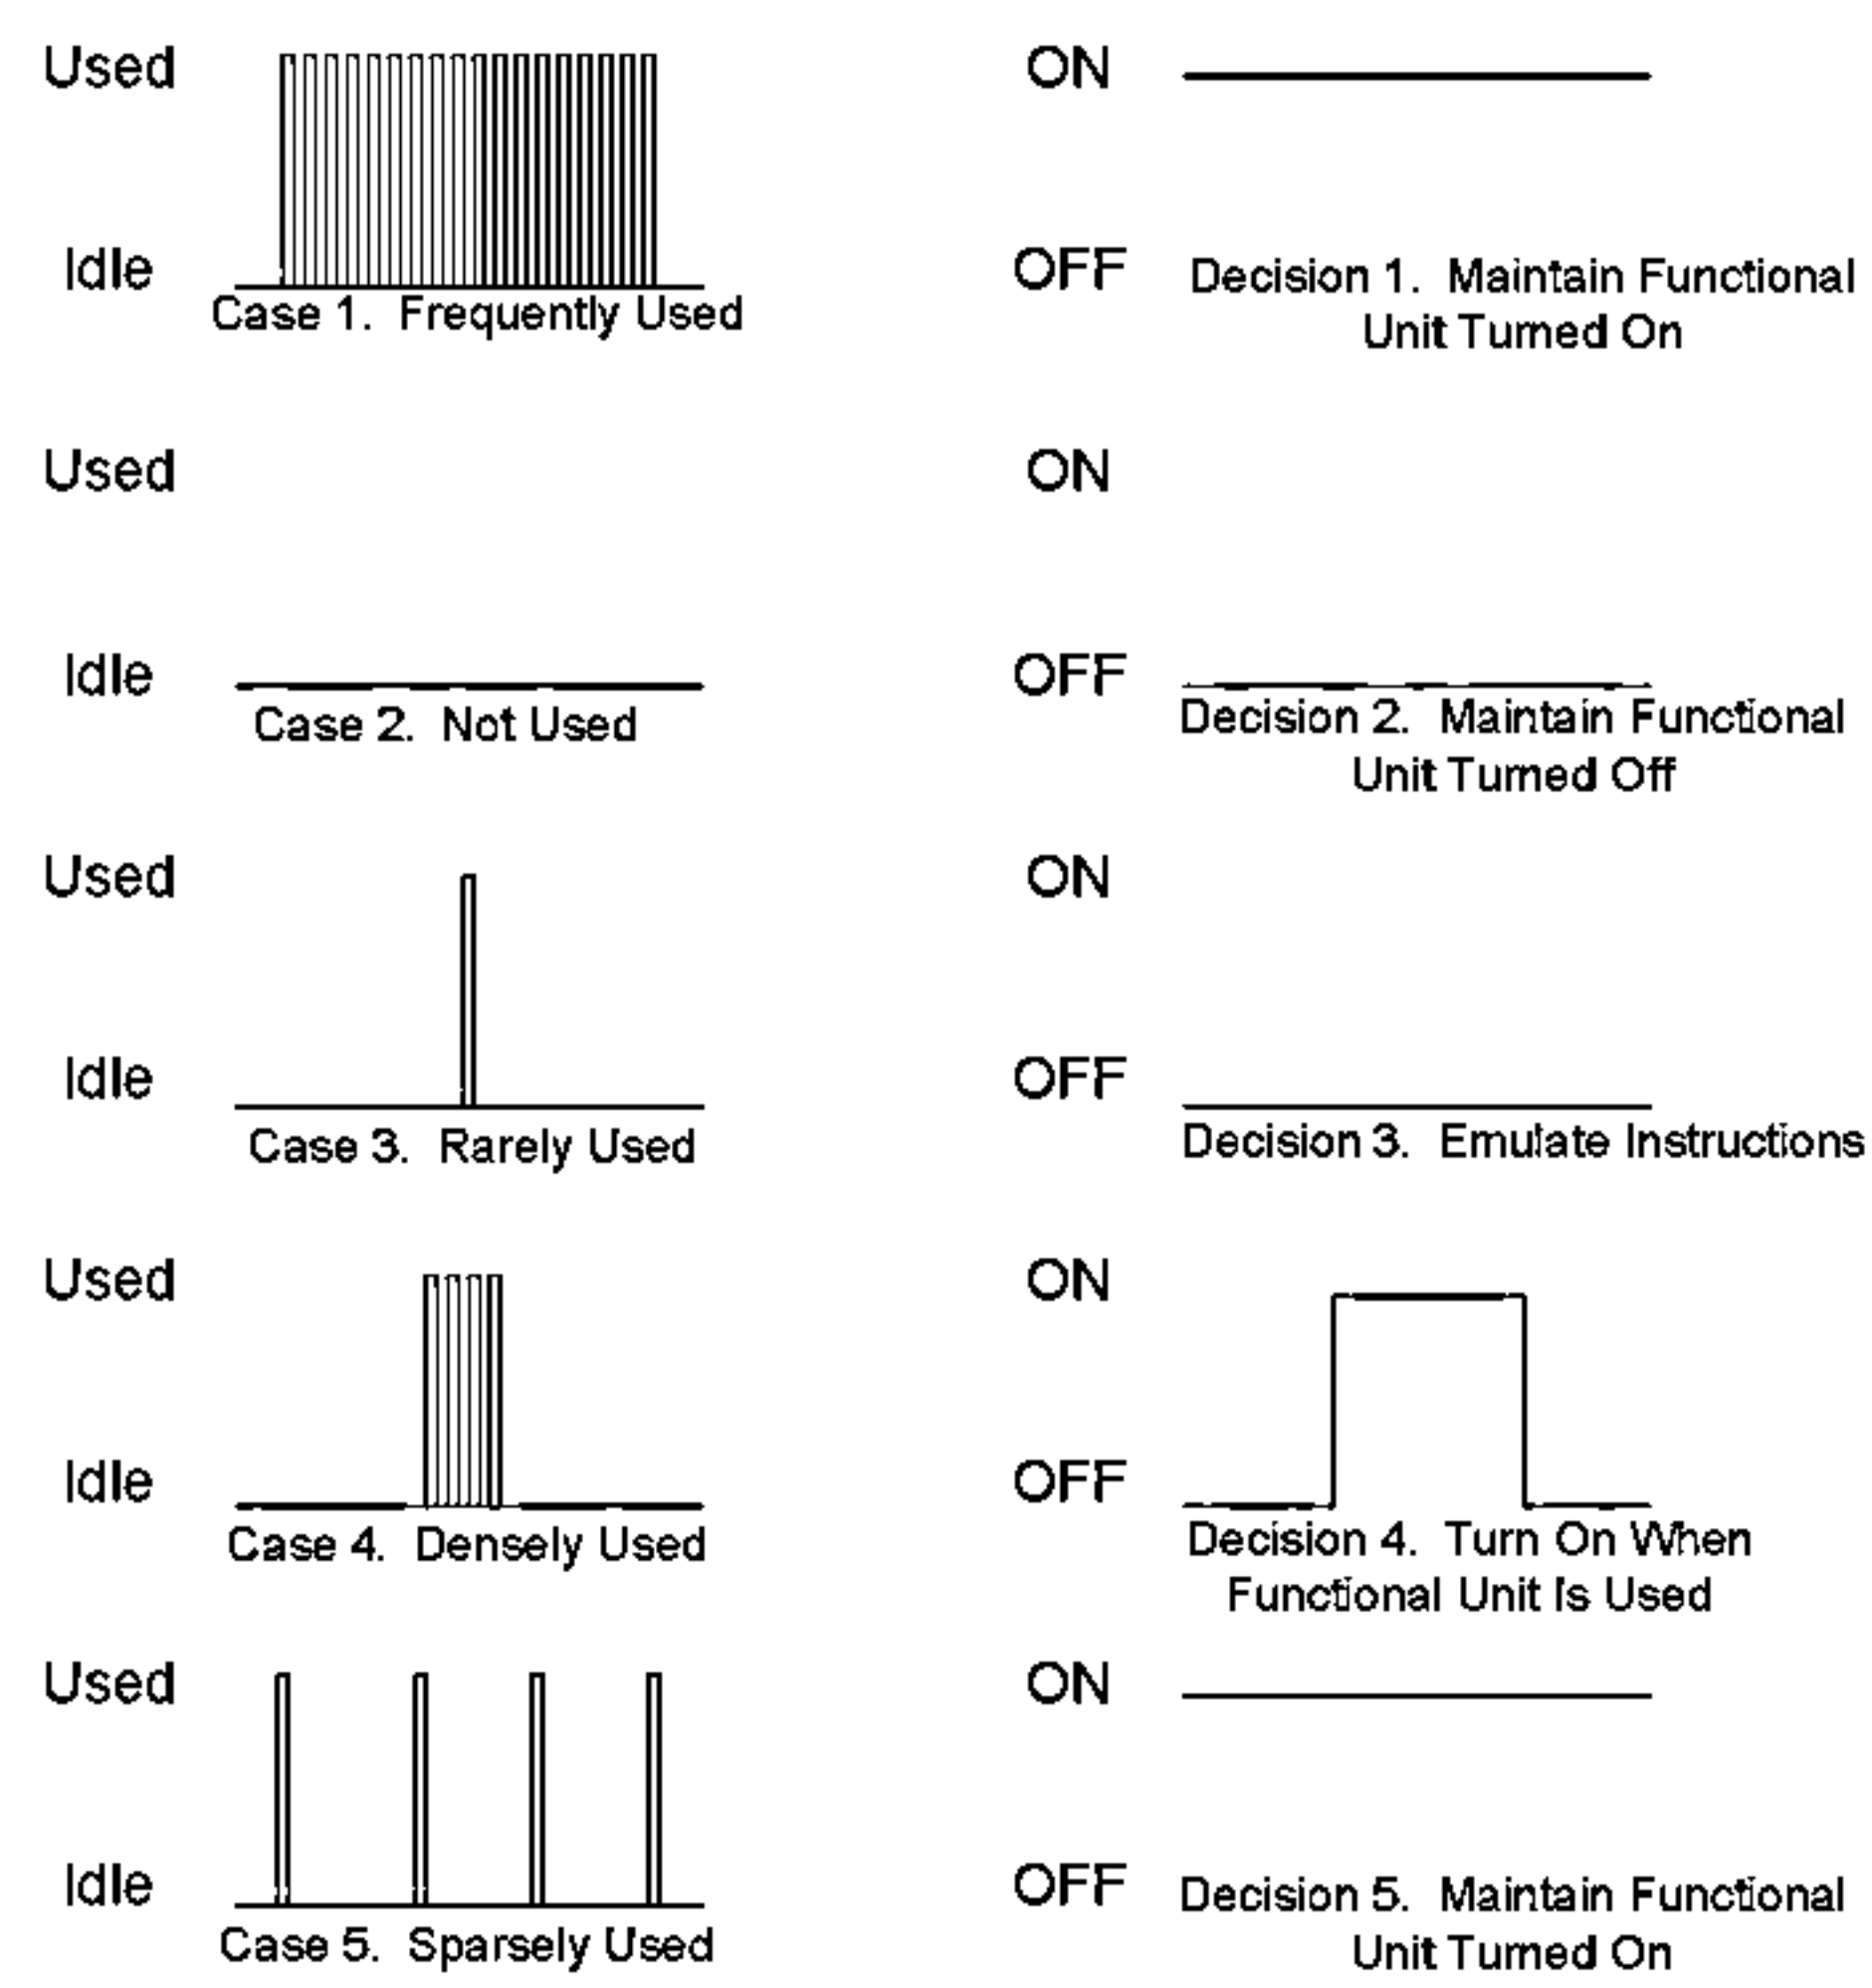 Used
ON
Idle
OFF
Case 1. Frequently Used
Decision 1. Maintain Functional
Unit Turned On
Used
ON
Idle
OFF
Case 2. Not Used
Decision 2. Maintain Functional
Unit Turned Off
Used
ON
Idle
OFF
Case 3. Rarely Used
Decision 3. Emulate Instructions
Used
ON
Idle
OFF
Case 4. Densely Used
Decision 4. Turn On When
Functional Unit Is Used
Used
ON
Idle
OFF
Case 5. Sparsely Used
Decision 5. Maintain Functional
Unit Turned On